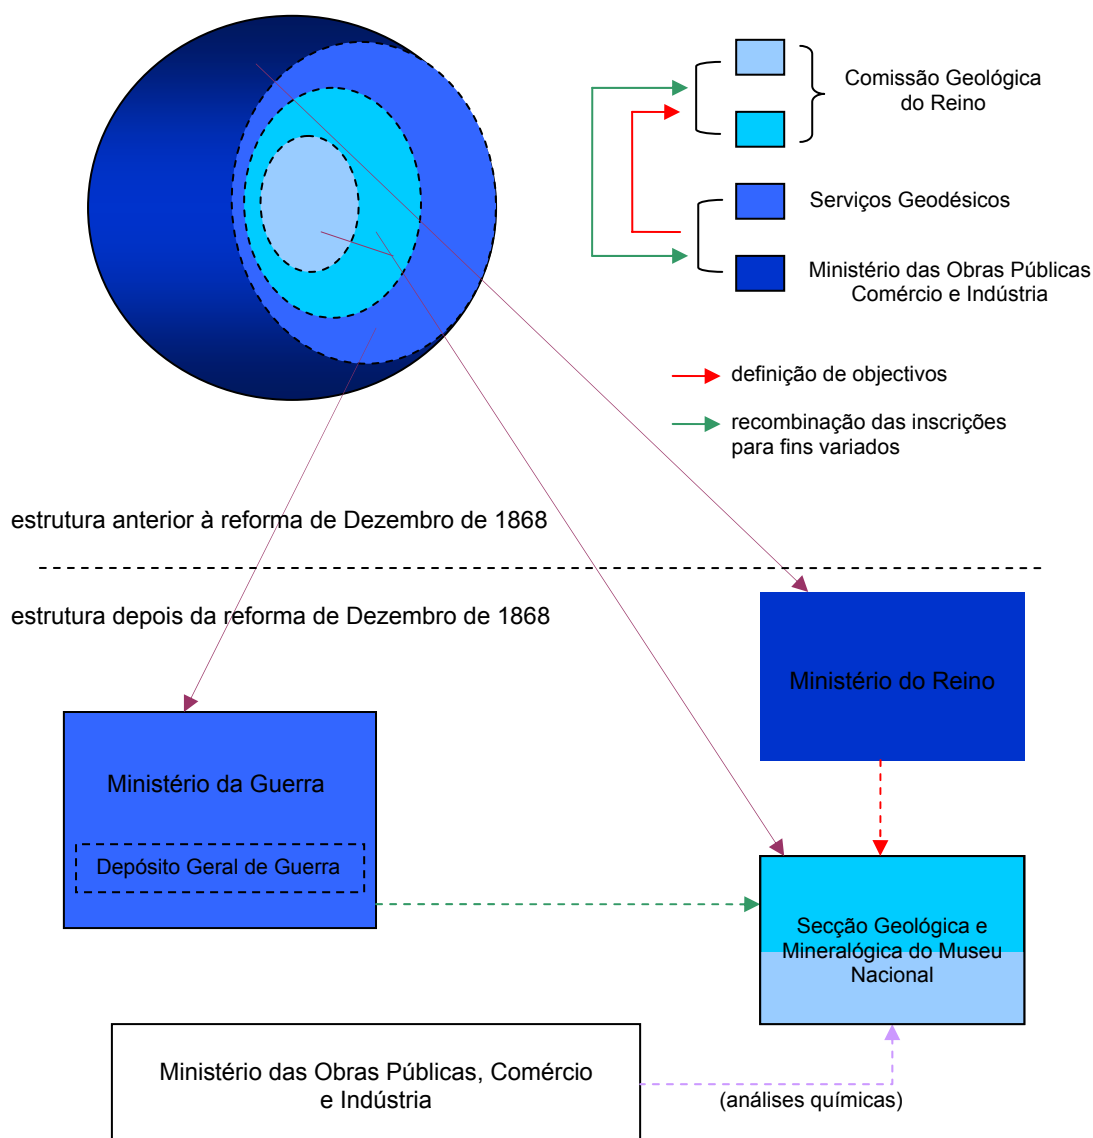 Comissão Geológica
do Reino
Serviços Geodésicos
Ministério das Obras Públicas
Comércio e Indústria
definição de objectivos
recombinação das inscrições
para fins variados
estrutura anterior à reforma de Dezembro de 1868
estrutura depois da reforma de Dezembro de 1868
Ministério do Reino
Ministério da Guerra
Depósito Geral de Guerra
Secção Geológica e
Mineralógica do Museu
Nacional
Ministério das Obras Públicas, Comércio
e Indústria
(análises químicas)